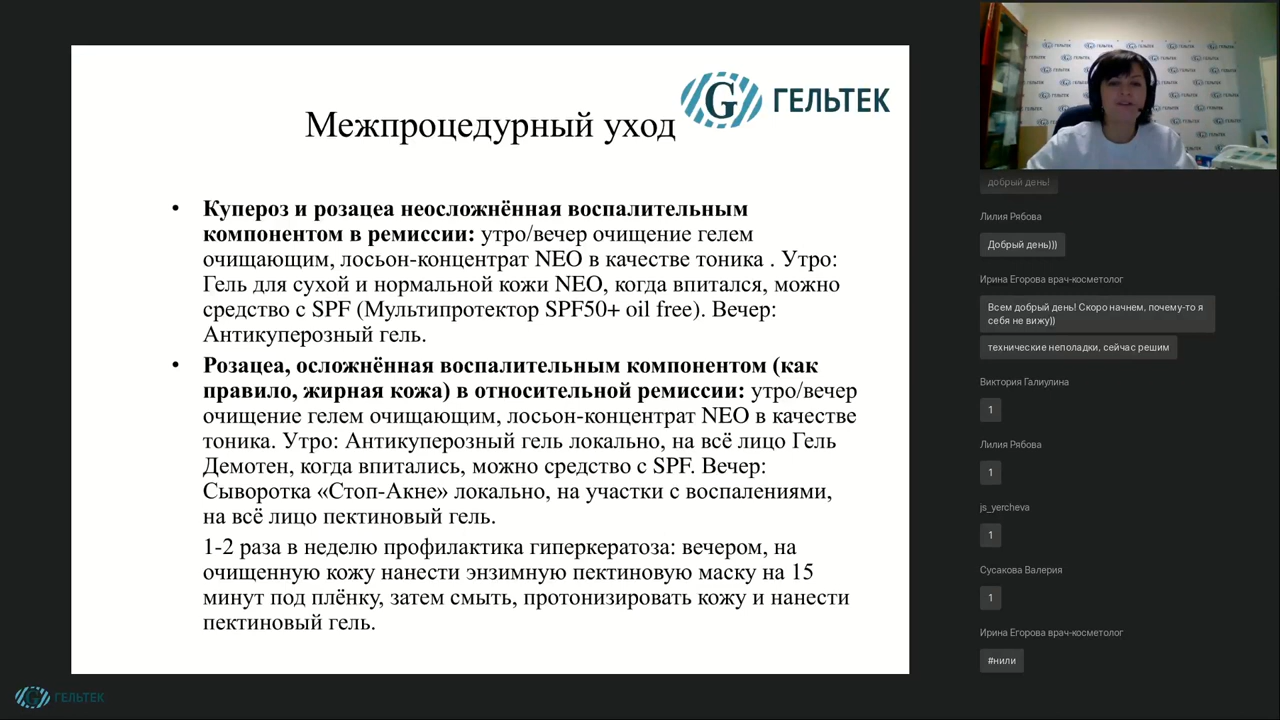 ГЕЛЬТЕК
Межпроцедурный уход
• Купероз и розацеа неосложнённая воспалительным
компонентом в ремиссии: утро/вечер очищение гелем
очищающим, лосьон-концентрат NEO в качестве тоника . Утро:
Гель для сухой и нормальной кожи NEO, когда впитался, можно
средство с SPF (Мультипротектор SPF50+ oil free). Вечер:
Антикуперозный гель.
• Розацеа, осложнённая воспалительным компонентом (как
правило, жирная кожа) в относительной ремиссии: утро/вечер
очищение гелем очищающим, лосьон-концентрат NEO в качестве
тоника. Утро: Антикуперозный гель локально, на всё лицо Гель
Демотен, когда впитались, можно средство с SPF. Вечер:
Сыворотка «Стоп-Акне» локально, на участки с воспалениями,
на всё лицо пектиновый гель.
1-2 раза в неделю профилактика гиперкератоза: вечером, на
очищенную кожу нанести энзимную пектиновую маску на 15
минут под плёнку, затем смыть, протонизировать кожу и нанести
пектиновый гель.
ГЕЛЬТЕК
добрый день!
Лилия Рябова
Добрый день)))
Ирина Егорова врач-косметолог
Всем добрый день! Скоро начнем, почему-то я
себя не вижу))
технические неполадки, сейчас решим
Виктория Галиулина
1
Лилия Рябова
1
js_yercheva
1
Сусакова Валерия
1
Ирина Егорова врач-косметолог
#нили